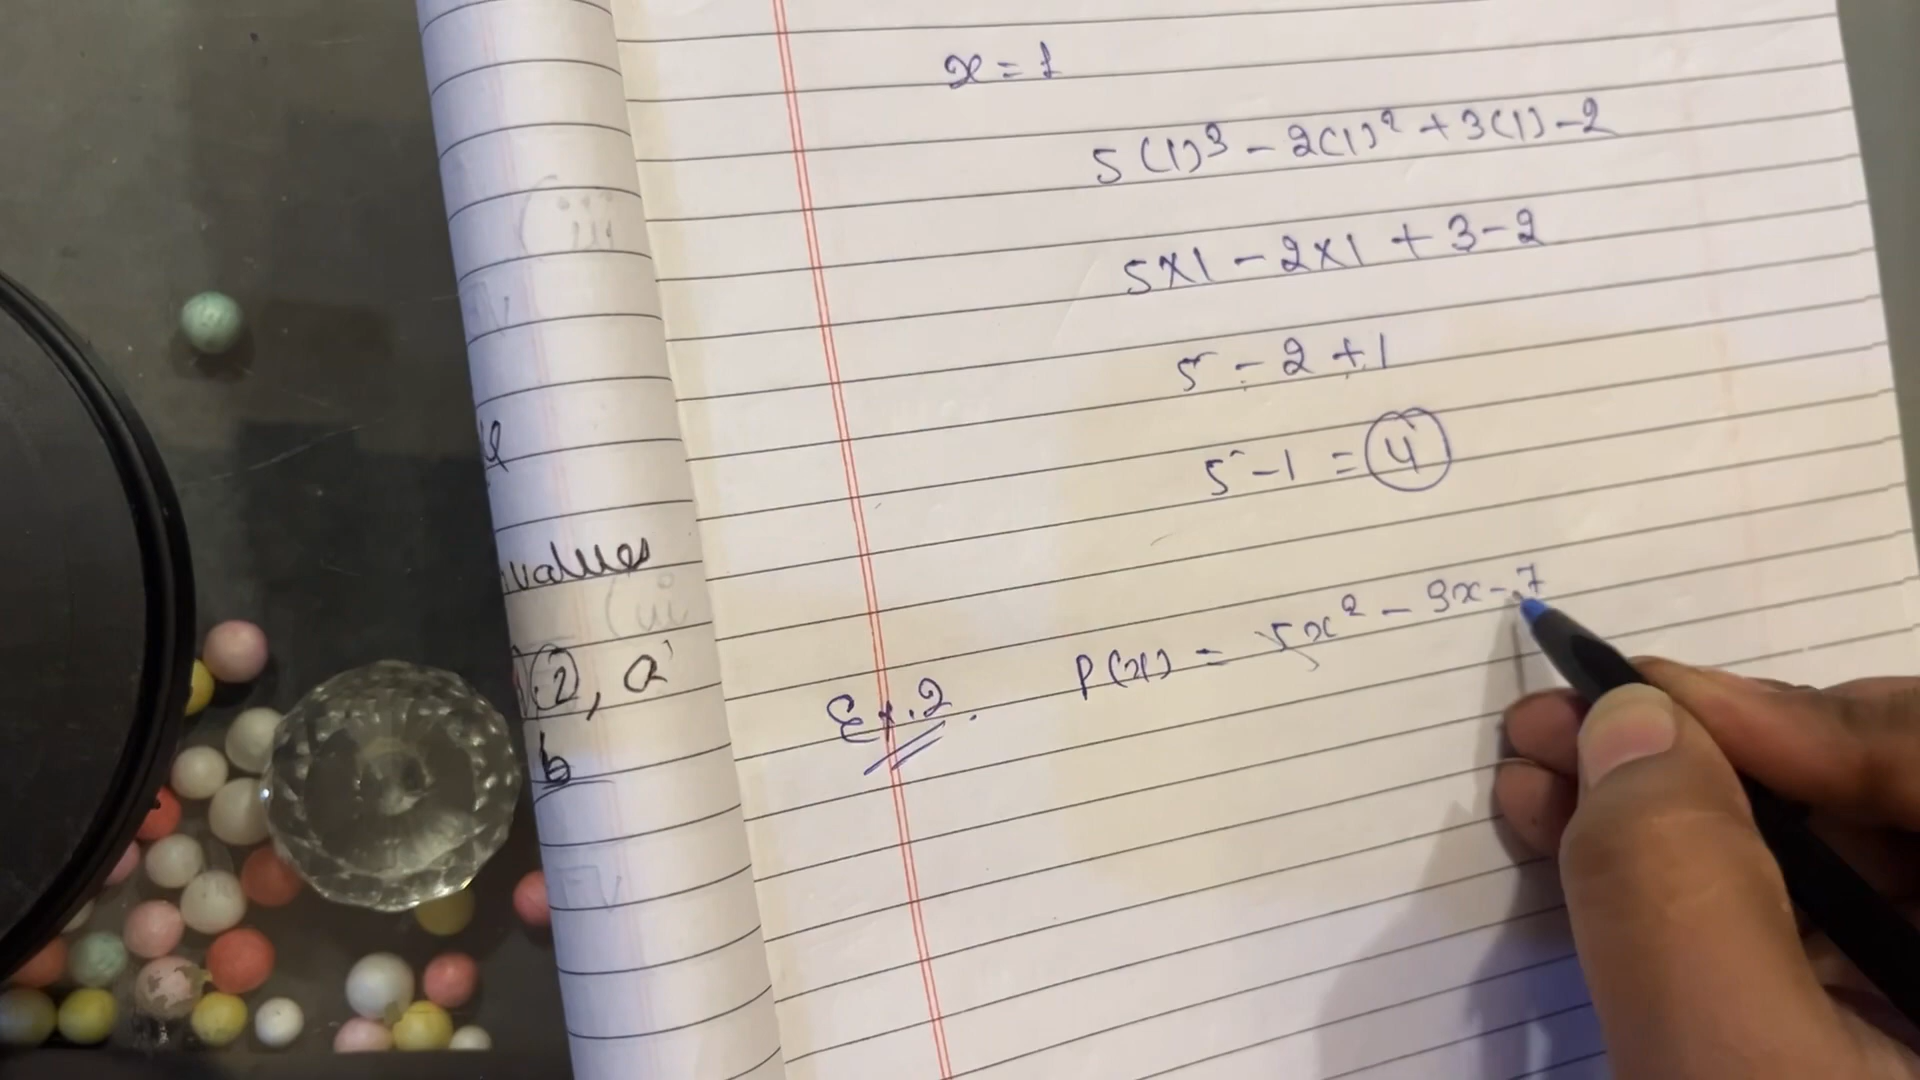 x = 1
5 (1)³ - 2(1)² + 3(1) - 2
5×1 - 2×1 + 3 - 2
5 - 2 + 1
5 - 1 = 4
Ex.2. P(x) = 5x² - 3x - 7
values
2, a
b